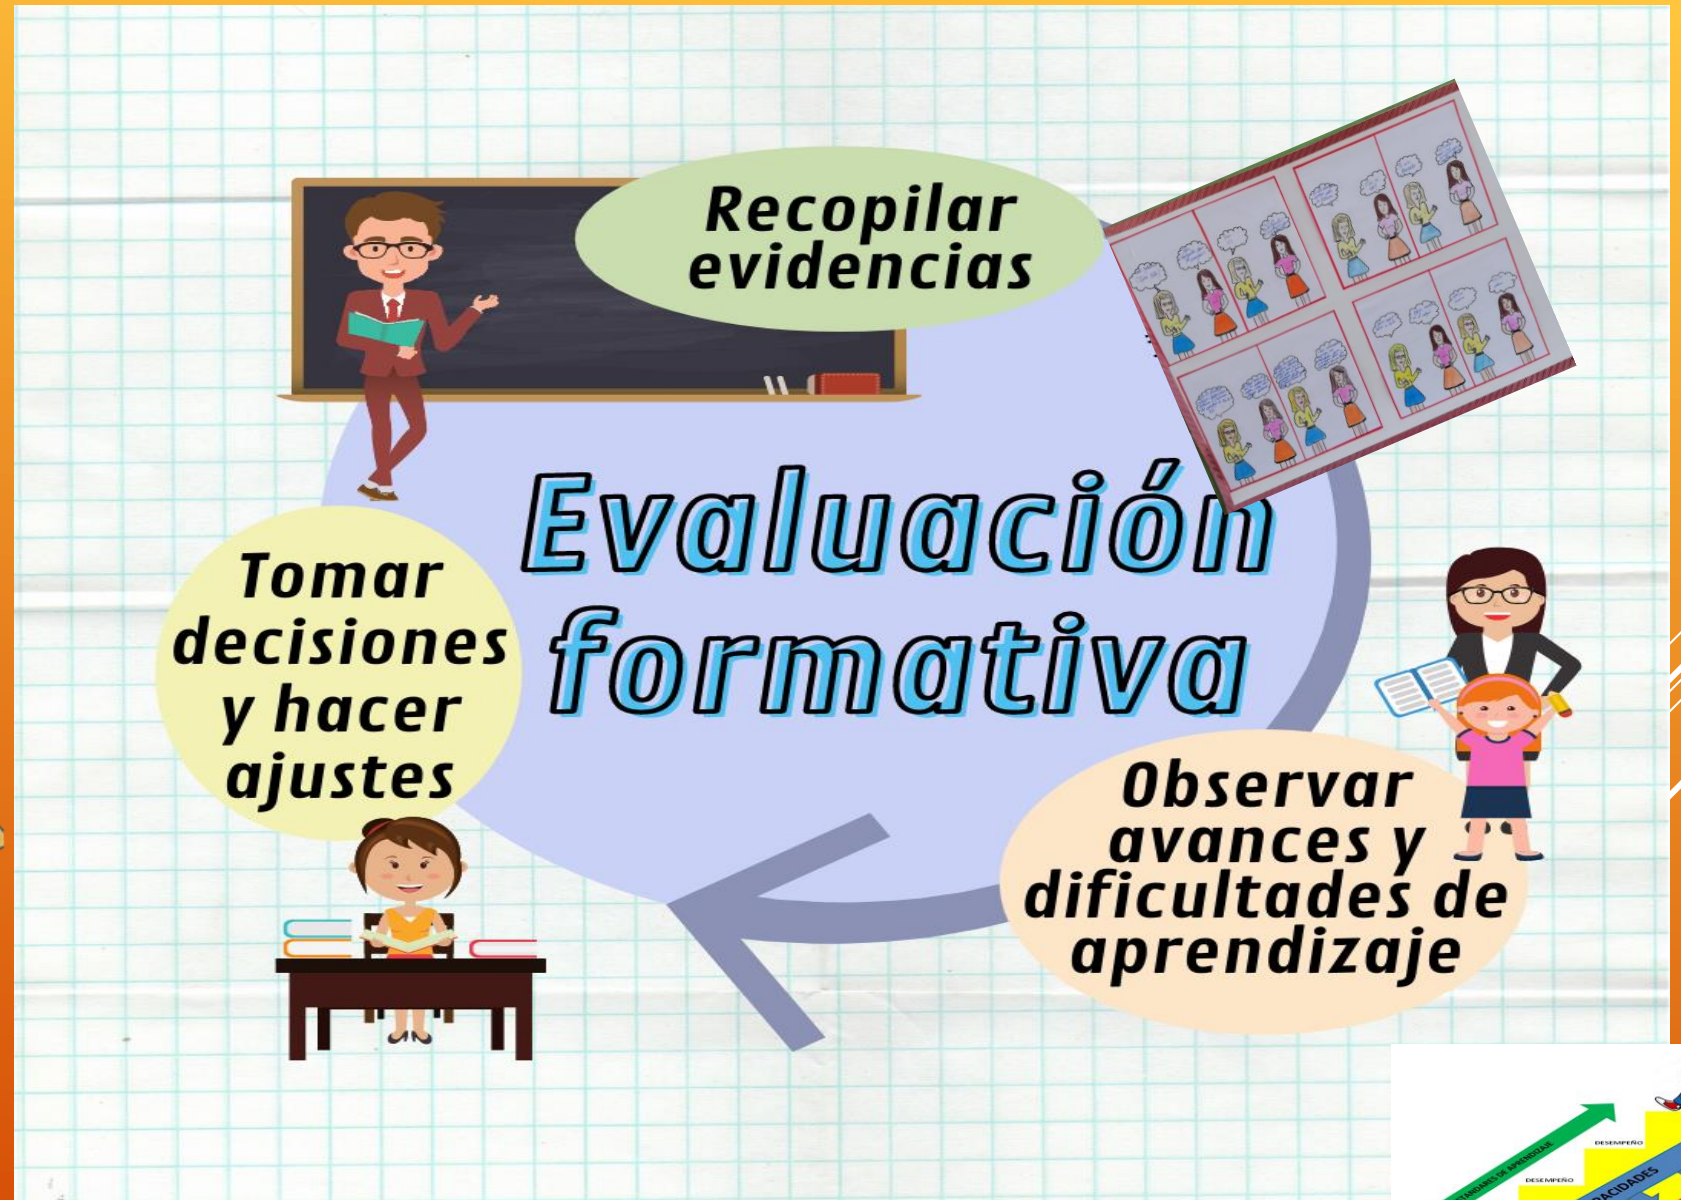 Recopilar
evidencias
Evaluación
formativa
Tomar
decisiones
y hacer
ajustes
Observar
avances y
dificultades de
aprendizaje
DESEMPEÑO
DESEMPEÑO